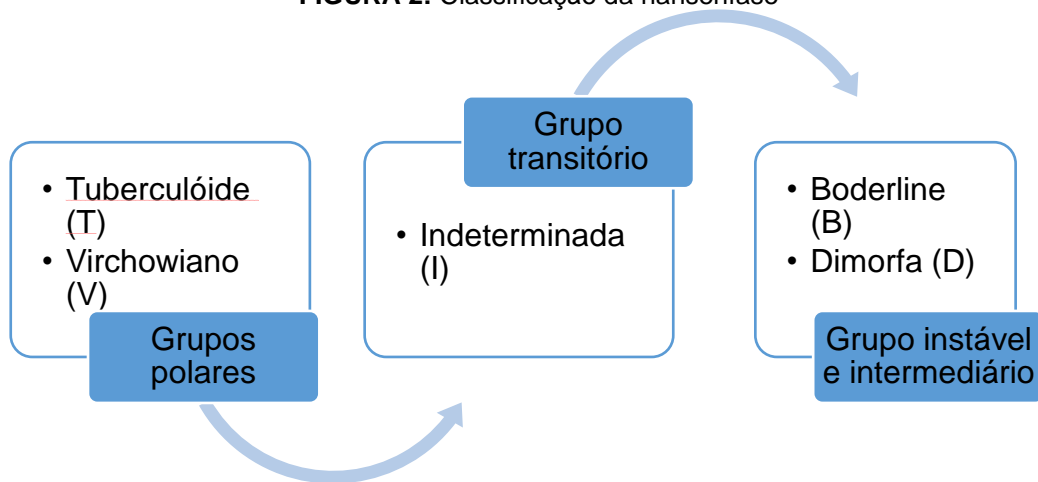 FIGURA 2. Classificação da hanseníase
• Tuberculóide
(T)
• Virchowiano
(V)
Grupos
polares
Grupo
transitório
• Indeterminada
(I)
• Boderline
(B)
• Dimorfa (D)
Grupo instável
e intermediário